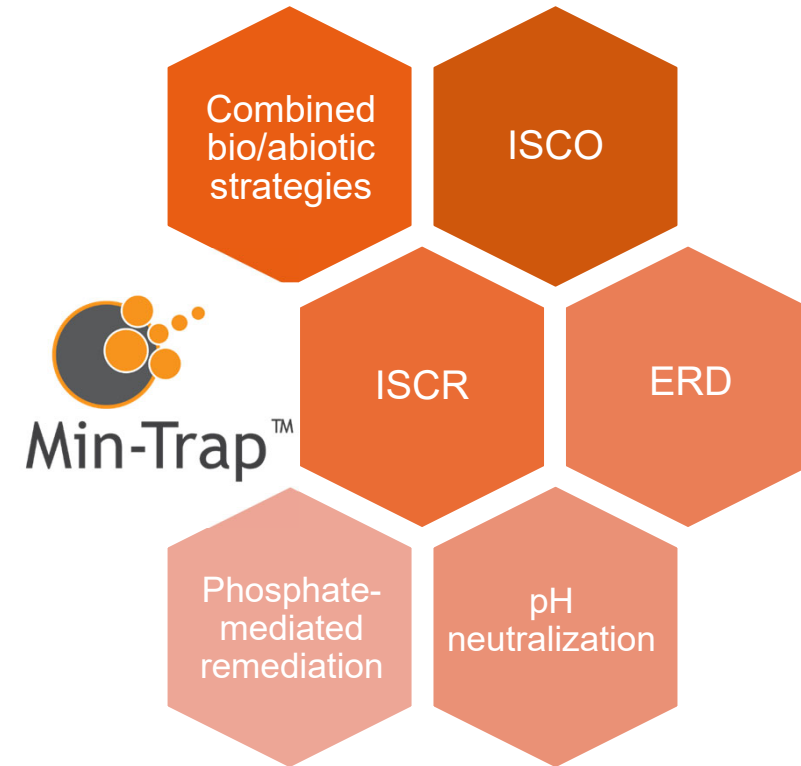 Combined
bio/abiotic
strategies
ISCO
Min-Trap™
ISCR
ERD
Phosphate-
mediated
remediation
pH
neutralization